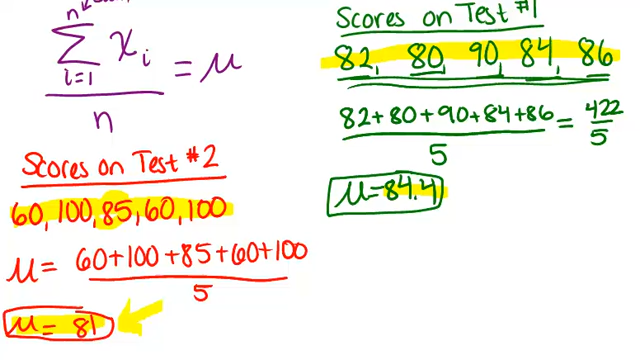 n
∑ xᵢ = μ
i=1
n
Scores on Test #1
82, 80, 90, 84, 86
82+80+90+84+86 = 422
5 5
μ=84.4
Scores on Test #2
60, 100, 85, 60, 100
μ = 60+100+85+60+100
5
μ = 81